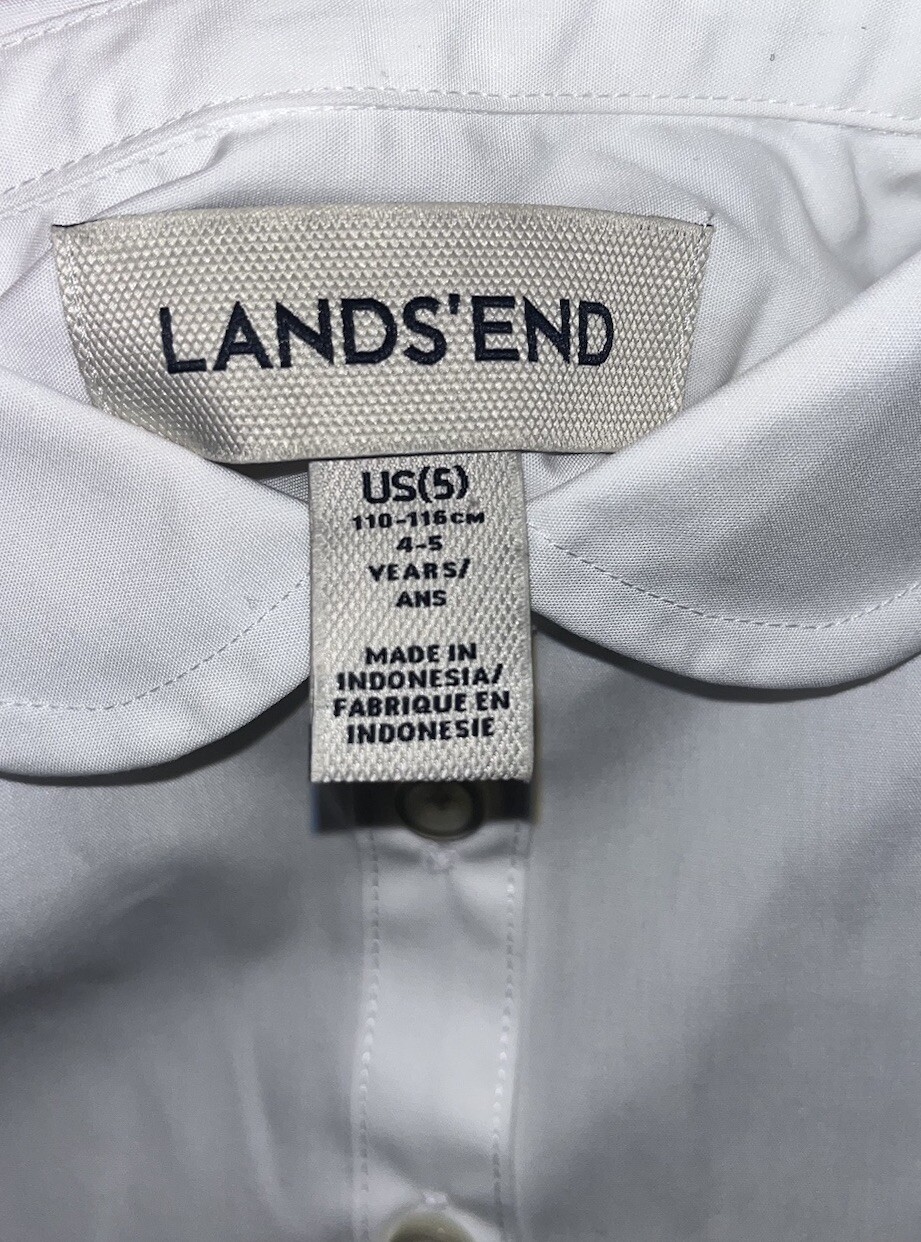 LANDS'END
US(5)
110-116CM
4-5
YEARS/
ANS
MADE IN
INDONESIA/
FABRIQUE EN
INDONESIE